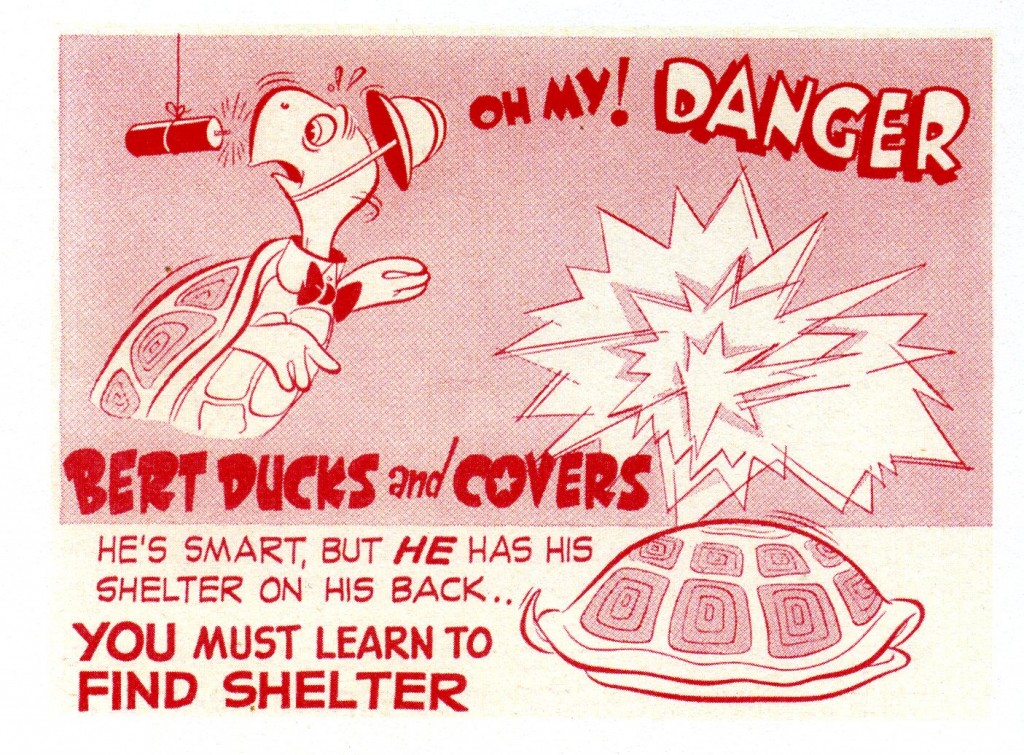 OH MY! DANGER
BERT DUCKS and COVERS
HE'S SMART, BUT HE HAS HIS
SHELTER ON HIS BACK..
YOU MUST LEARN TO
FIND SHELTER